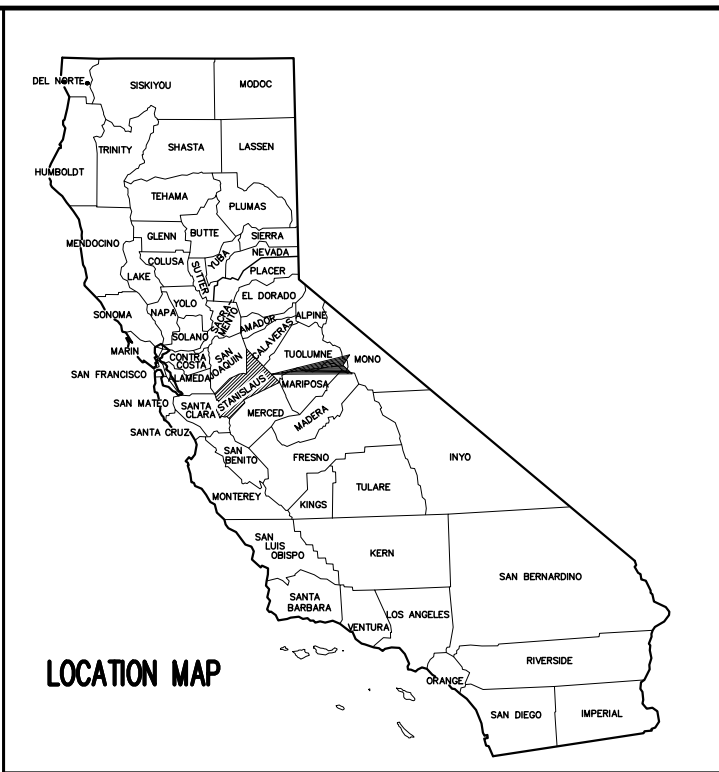 DEL NORTE
SISKIYOU
MODOC
TRINITY
SHASTA
LASSEN
HUMBOLDT
TEHAMA
PLUMAS
MENDOCINO
GLENN
BUTTE
SIERRA
NEVADA
COLUSA
SUTTER
YUBA
PLACER
LAKE
SONOMA
NAPA
YOLO
SACRA
MENTO
EL DORADO
AMADOR
ALPINE
SOLANO
CALAVERAS
MARIN
CONTRA
COSTA
SAN
JOAQUIN
TUOLUMNE
MONO
SAN FRANCISCO
ALAMEDA
STANISLAUS
MARIPOSA
SAN MATEO
SANTA
CLARA
MERCED
MADERA
SANTA CRUZ
SAN
BENITO
FRESNO
INYO
MONTEREY
KINGS
TULARE
SAN
LUIS
OBISPO
KERN
SAN BERNARDINO
SANTA
BARBARA
VENTURA
LOS ANGELES
ORANGE
RIVERSIDE
SAN DIEGO
IMPERIAL
LOCATION MAP